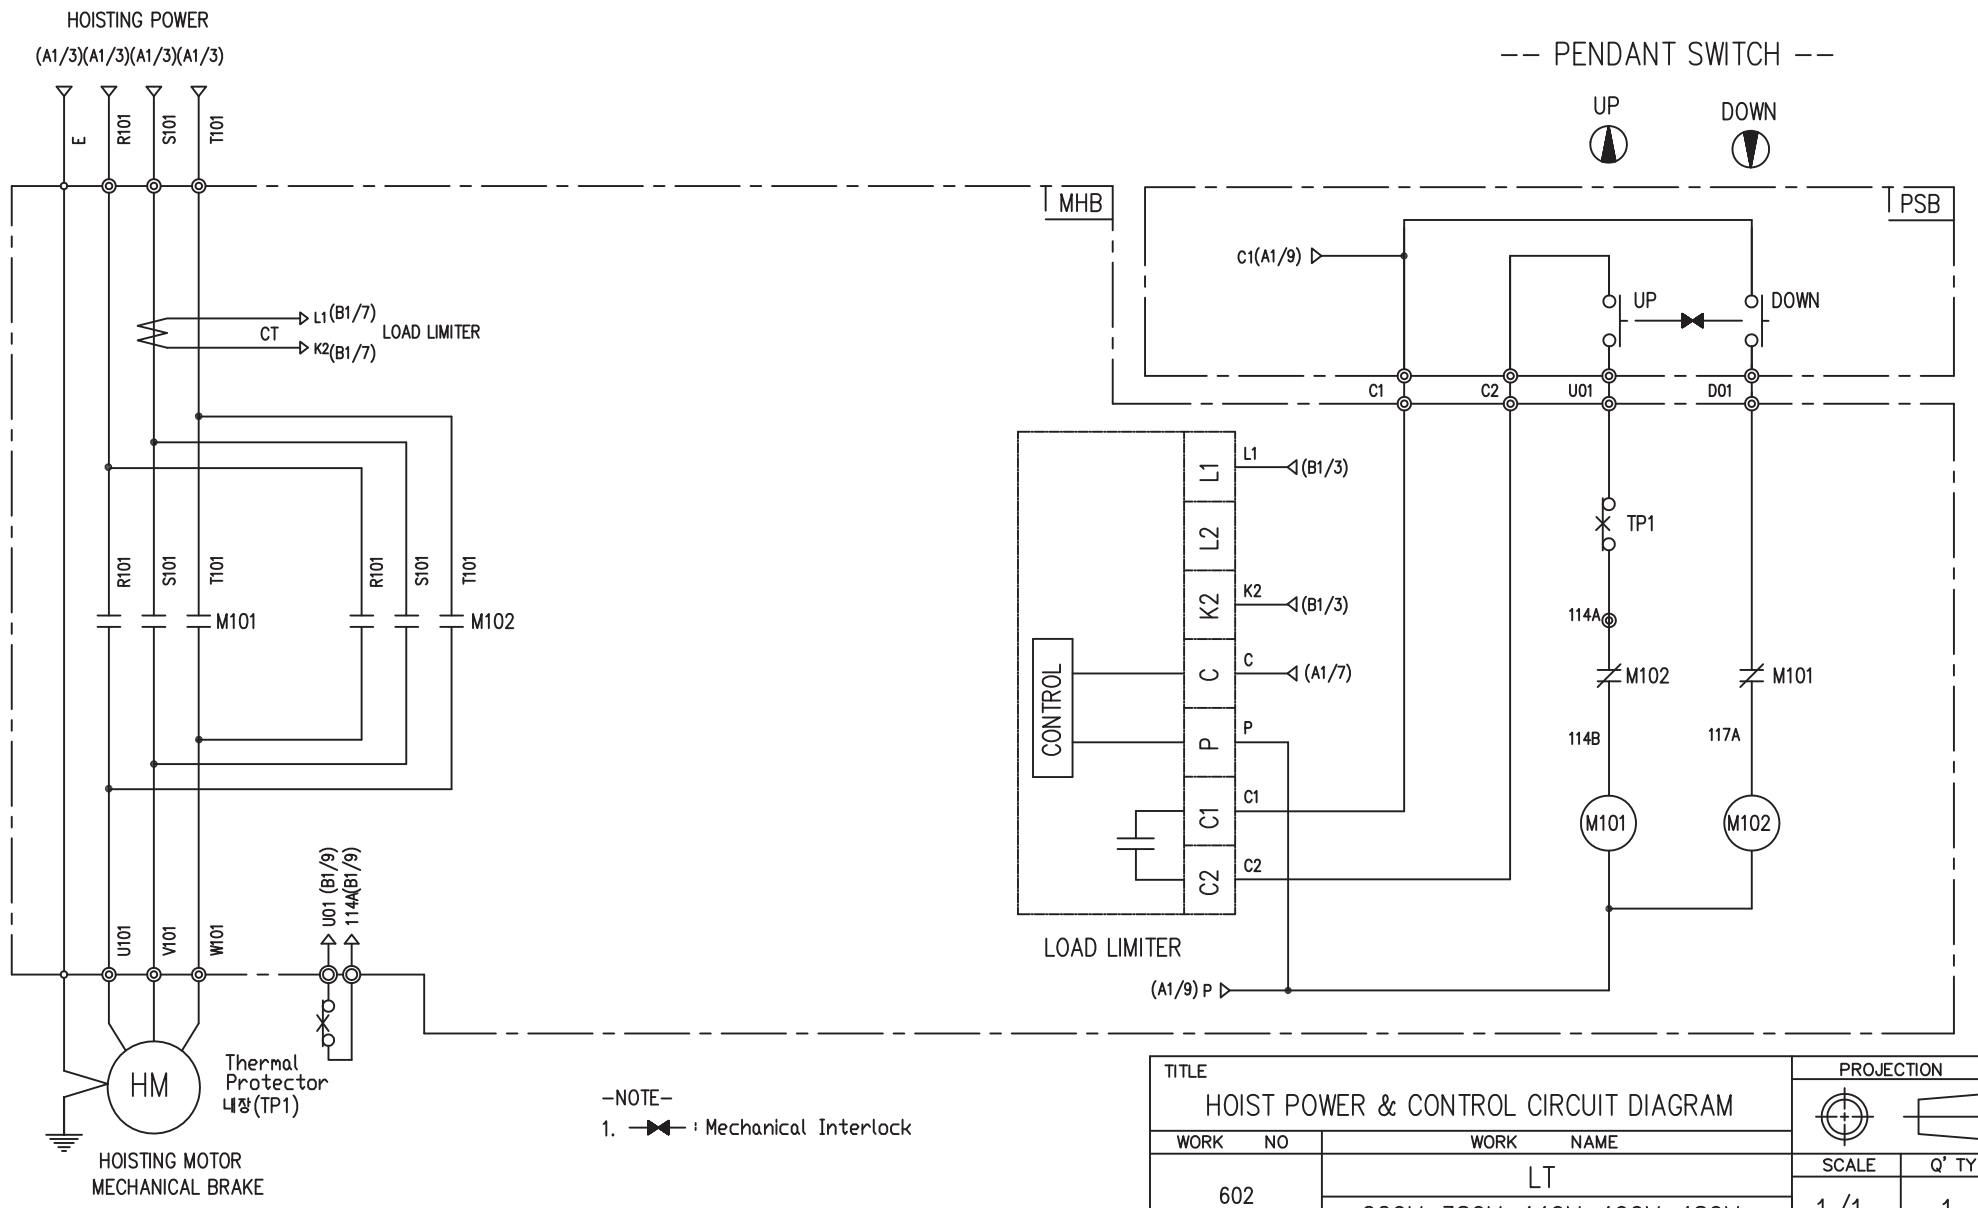 HOISTING POWER
(A1/3)(A1/3)(A1/3)(A1/3)
E
R101
S101
T101
-- PENDANT SWITCH --
UP
DOWN
MHB
PSB
C1(A1/9)
UP
DOWN
L1(B1/7)
CT
LOAD LIMITER
K2(B1/7)
C1
C2
U01
D01
L1
L1
(B1/3)
L2
K2
K2
(B1/3)
C
C
(A1/7)
CONTROL
P
P
C1
C1
C2
C2
LOAD LIMITER
(A1/9) P
TP1
114A
M102
M101
114B
117A
M101
M102
R101
S101
T101
M101
R101
S101
T101
M102
U101
V101
W101
U01 (B1/9)
114A(B1/9)
HM
Thermal
Protector
내장(TP1)
HOISTING MOTOR
MECHANICAL BRAKE
-NOTE-
1. : Mechanical Interlock
TITLE
HOIST POWER & CONTROL CIRCUIT DIAGRAM
PROJECTION
WORK NO
WORK NAME
602
LT
SCALE
Q' TY
1/1
1